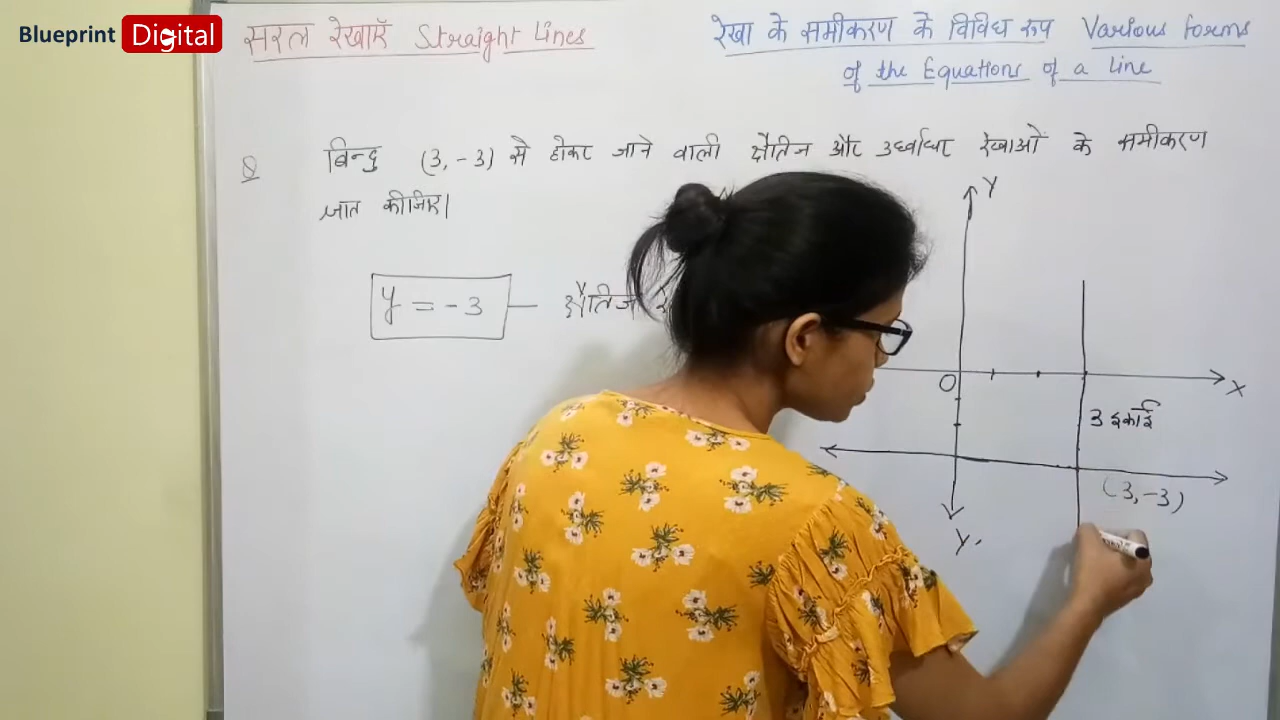 Blueprint Digital
सरल रेखाएँ Straight Lines
रेखा के समीकरण के विविध रूप Various forms
of the Equations of a Line
Q बिन्दु (3, -3) से होकर जाने वाली क्षैतिज और उर्ध्वाधर रेखाओं के समीकरण
ज्ञात कीजिए।
y = -3 — क्षैतिज
Y
O
X
3 इकाई
(3, -3)
Y'